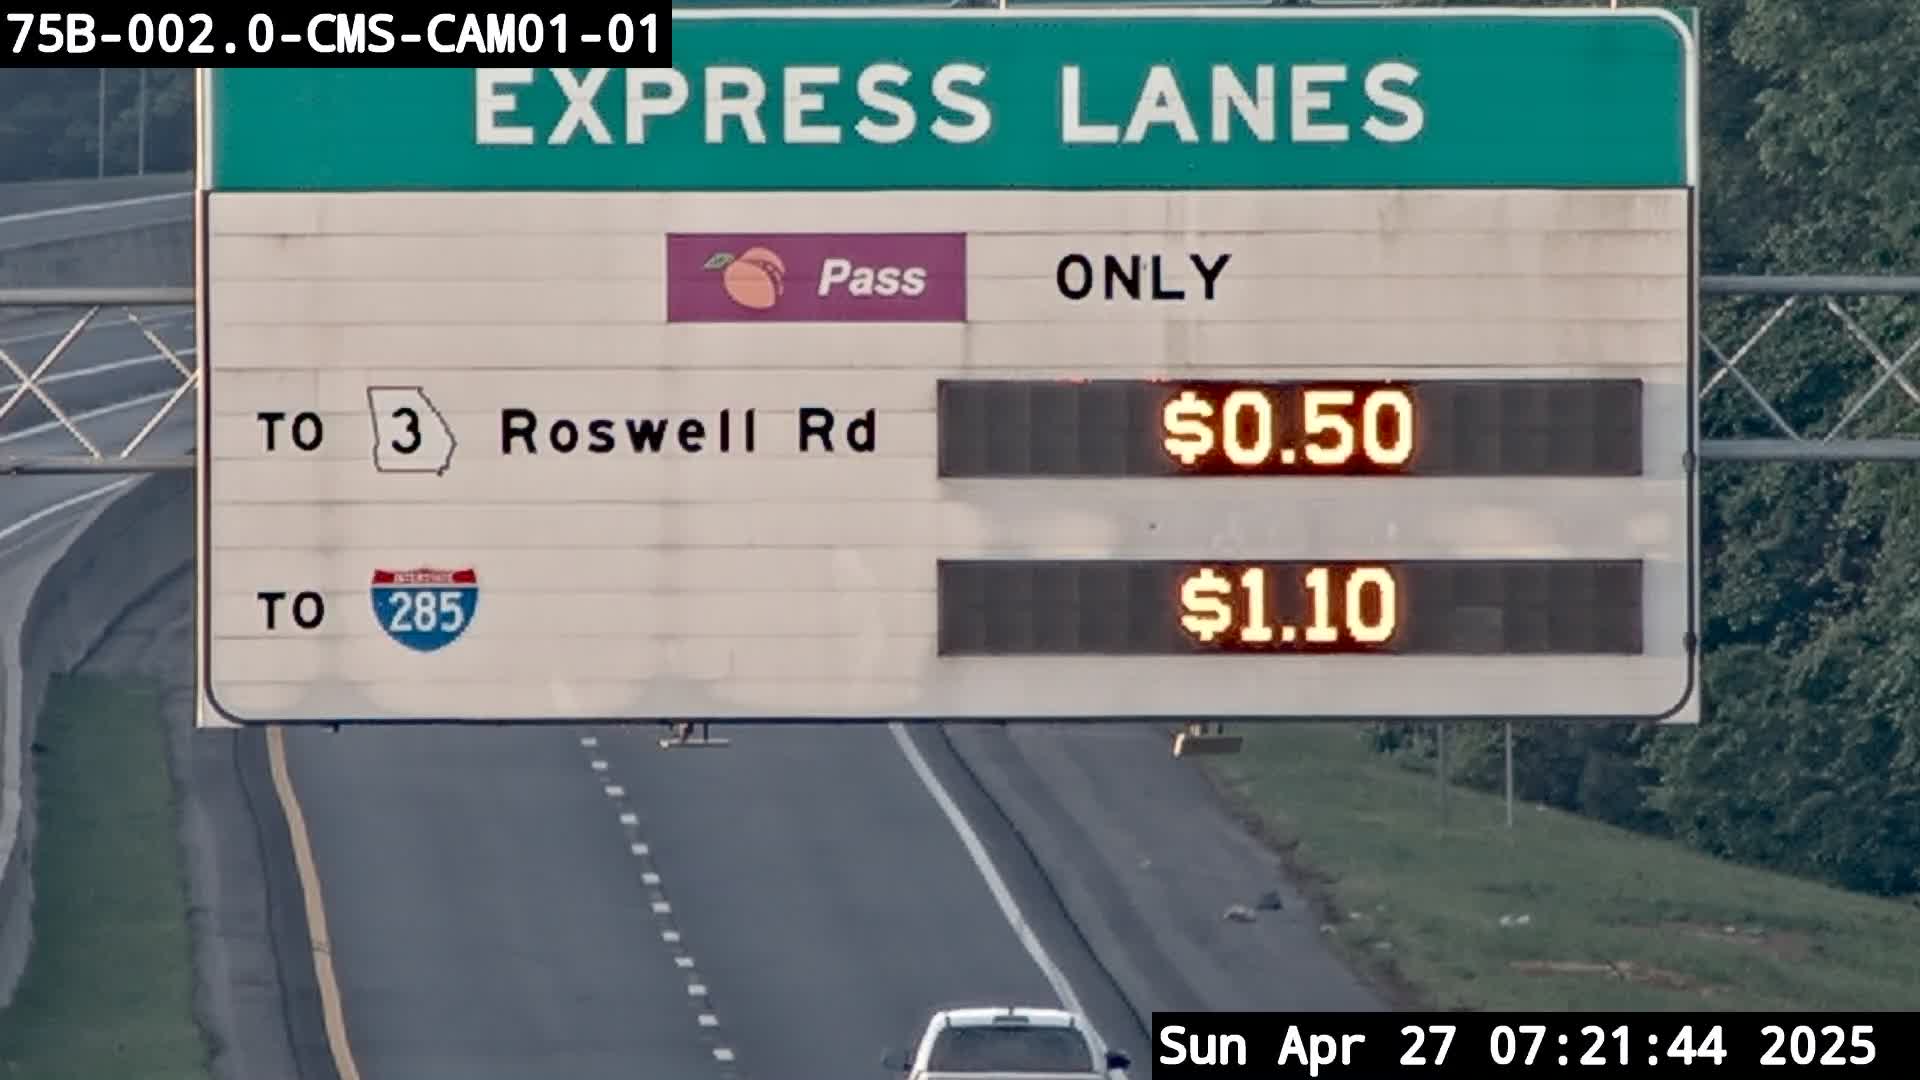 75B-002.0-CMS-CAM01-01
EXPRESS LANES
Pass ONLY
TO 3 Roswell Rd $0.50
TO 285 $1.10
Sun Apr 27 07:21:44 2025